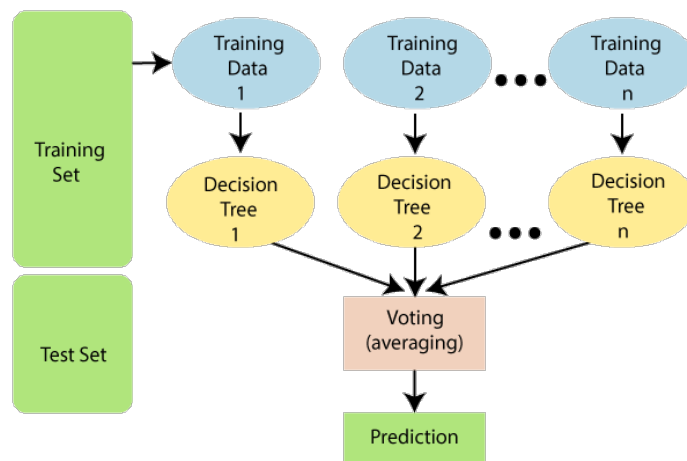 Training
Set
Training
Data
1
Training
Data
2
Training
Data
n
Decision
Tree
1
Decision
Tree
2
Decision
Tree
n
Test Set
Voting
(averaging)
Prediction